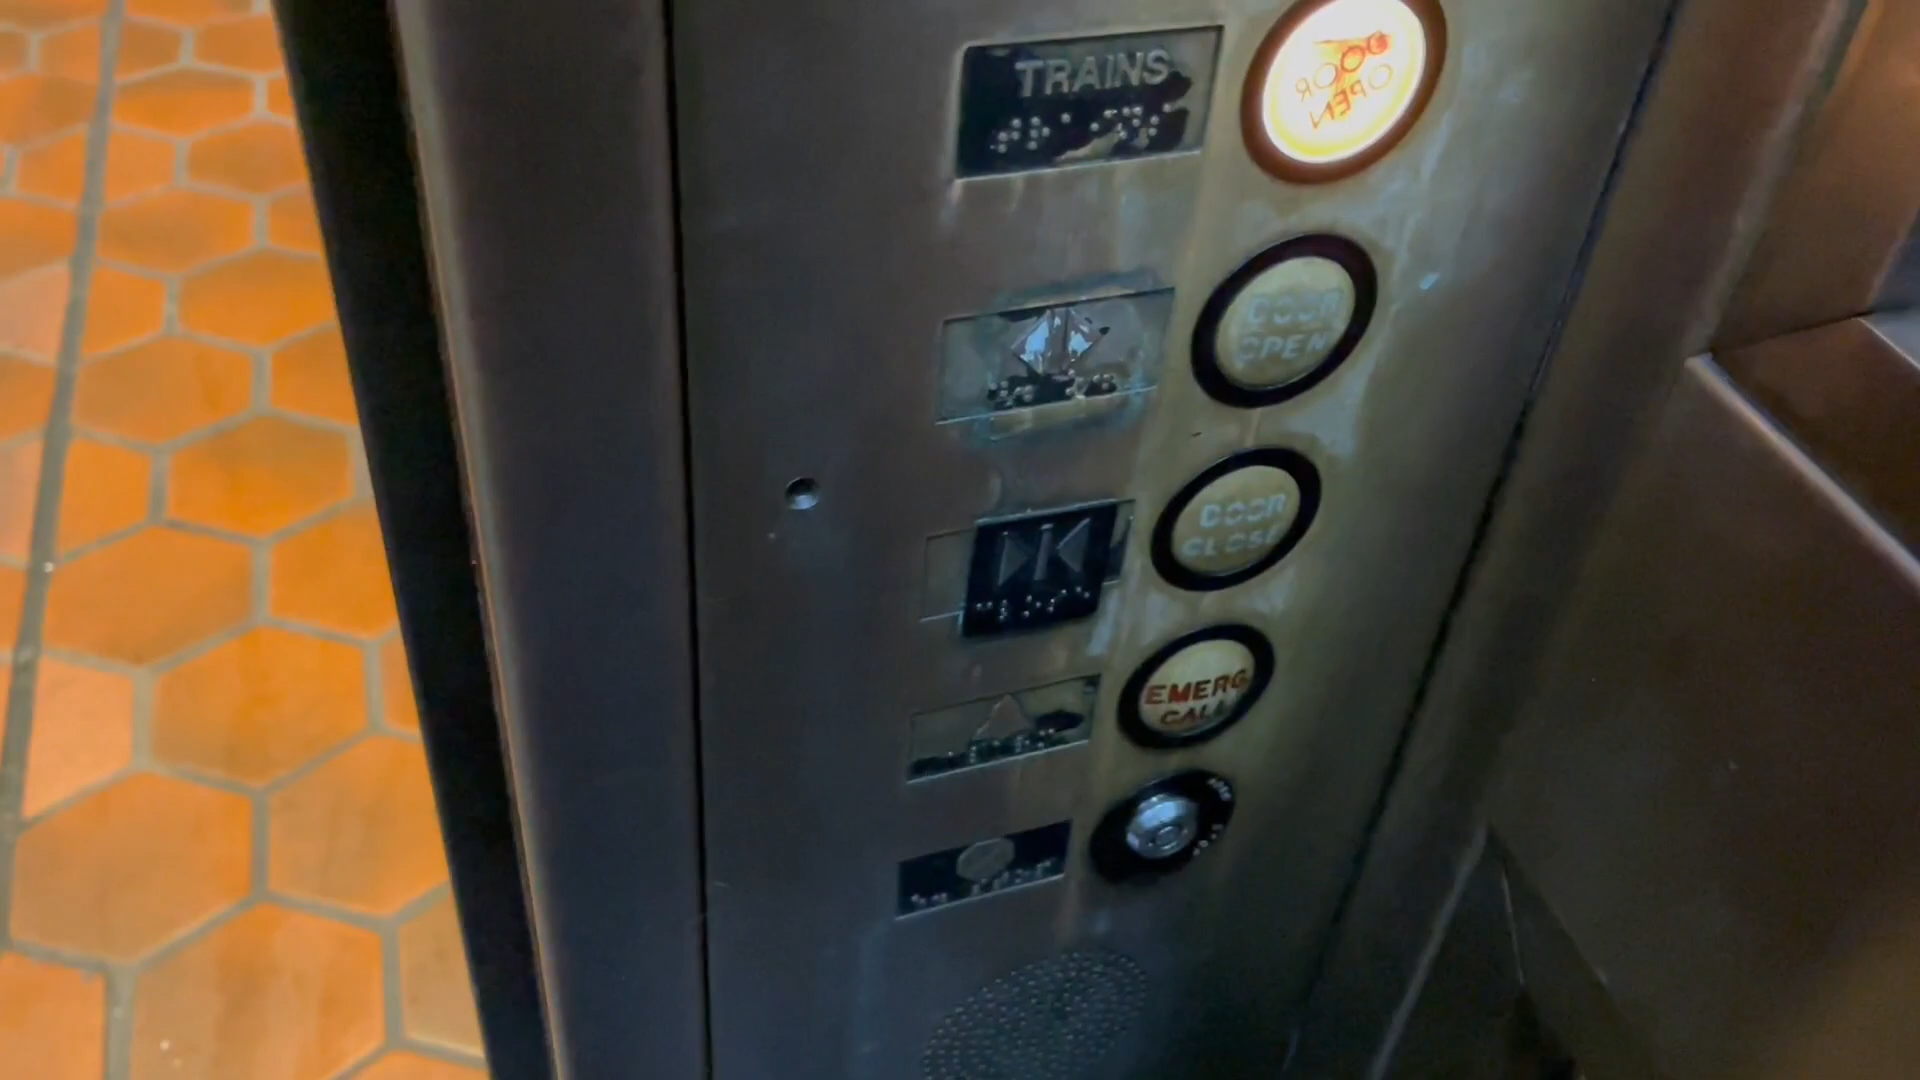 TRAINS
DOOR
OPEN
DOOR
OPEN
DOOR
CLOSE
EMERG
CALL